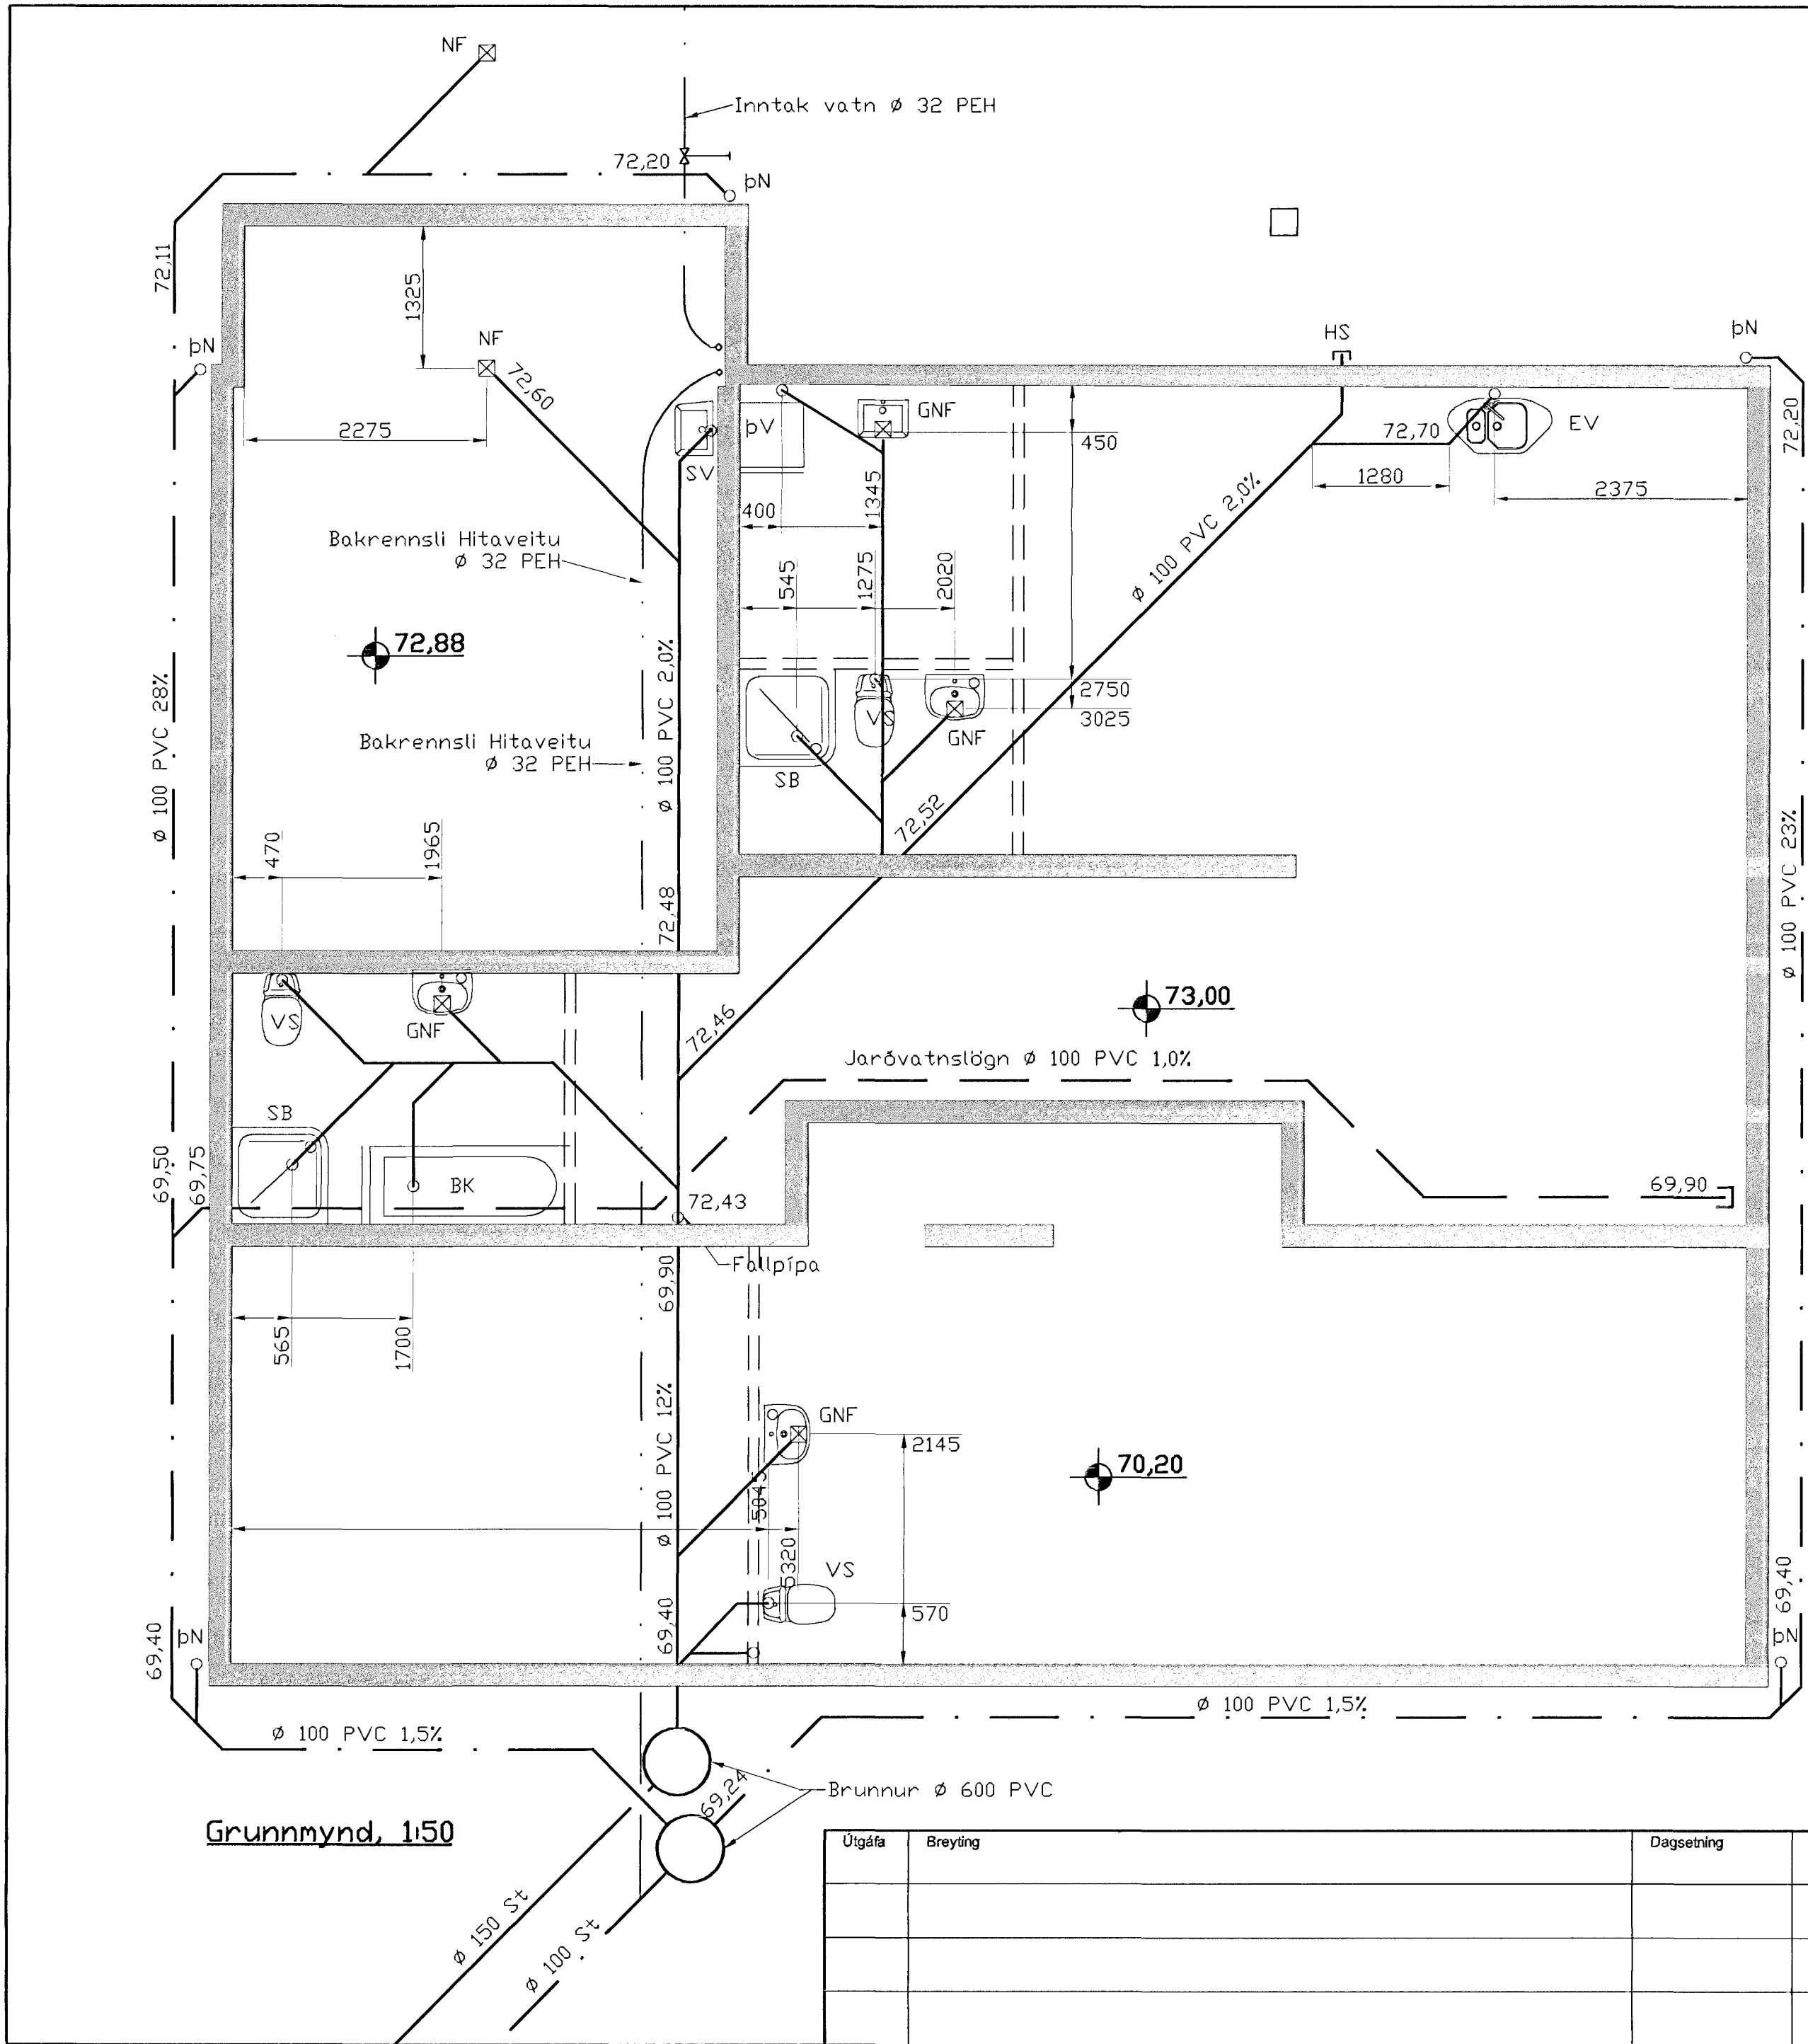 NF
Inntak vatn ø 32 PEH
72,20
þN
72,11
1325
þN
NF
72,60
HS
þN
2275
þV
GNF
450
72,70
EV
72,20
SV
1280
2375
400
1345
Bakrennsli Hitaveitu
ø 32 PEH
545
1275
2020
ø 100 PVC 2,0%
72,88
ø 100 PVC 28%
ø 100 PVC 2,0%
2750
3025
VS
GNF
Bakrennsli Hitaveitu
ø 32 PEH
SB
72,52
470
1965
72,48
ø 100 PVC 23%
73,00
VS
GNF
72,46
Jarðvatnslögn ø 100 PVC 1,0%
SB
69,50
69,75
BK
72,43
69,90
69,90
Fallpípa
565
1700
ø 100 PVC 12%
GNF
2145
70,20
5320
VS
570
69,40
69,40
þN
69,40
þN
ø 100 PVC 1,5%
ø 100 PVC 1,5%
69,24
Brunnur ø 600 PVC
Grunnmynd, 1:50
ø 150 St
ø 100 St
Útgáfa
Breyting
Dagsetning